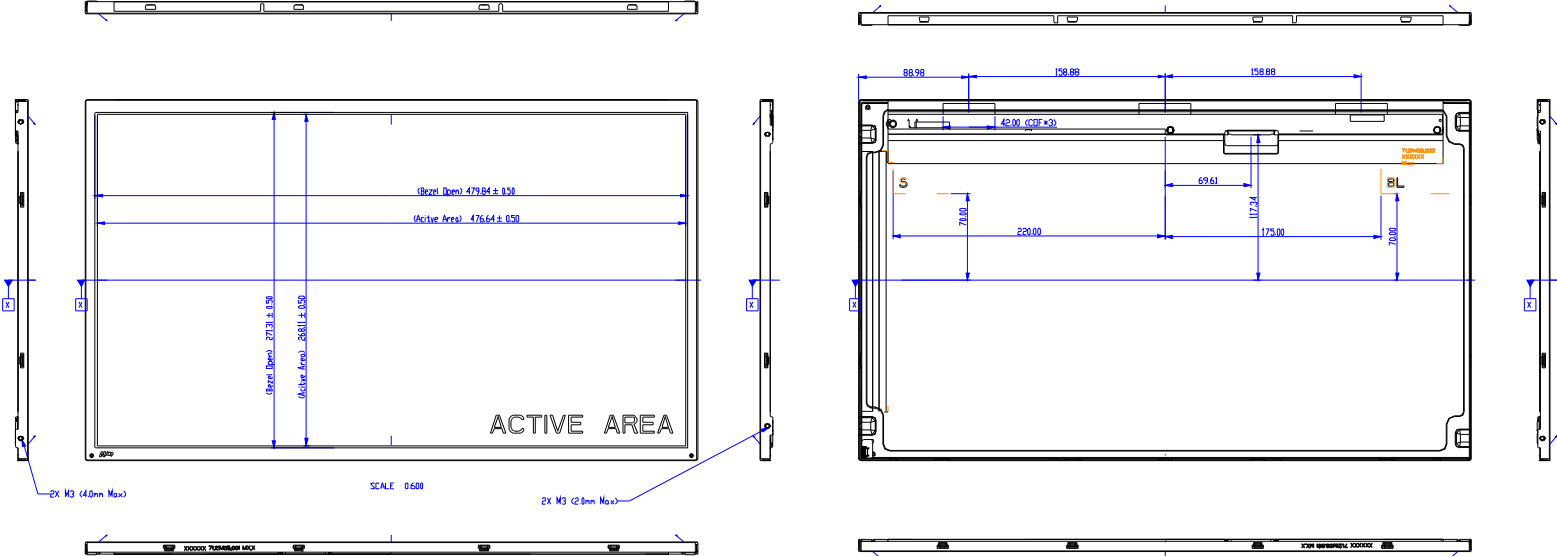 88.98
158.88
158.88
42.00 (COF*3)
XXXXXX
S
BL
69.61
(Bezel Open) 479.84 ± 0.50
(Acitve Area) 476.64 ± 0.50
70.00
117.34
220.00
175.00
70.00
X
X
X
X
X
(Bezel Open) 271.31 ± 0.50
(Acitve Area) 268.11 ± 0.50
ACTIVE AREA
SCALE 0.600
2X M3 (4.0mm Max)
2X M3 (2.0mm Max)